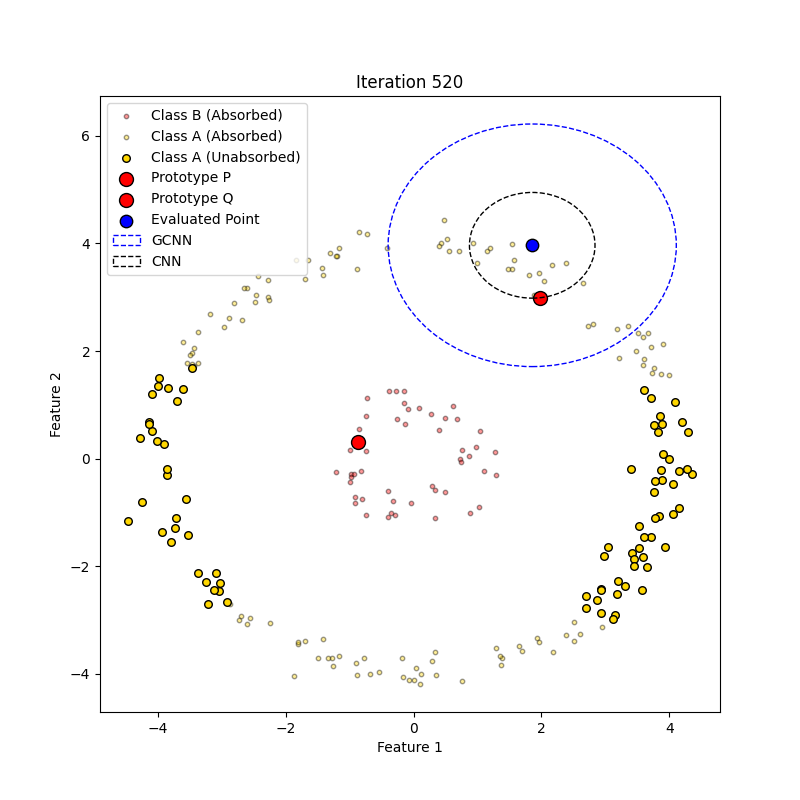 Iteration 520
Class B (Absorbed)
Class A (Absorbed)
Class A (Unabsorbed)
Prototype P
Prototype Q
Evaluated Point
GCNN
CNN
6
4
2
0
−2
−4
Feature 2
−4
−2
0
2
4
Feature 1